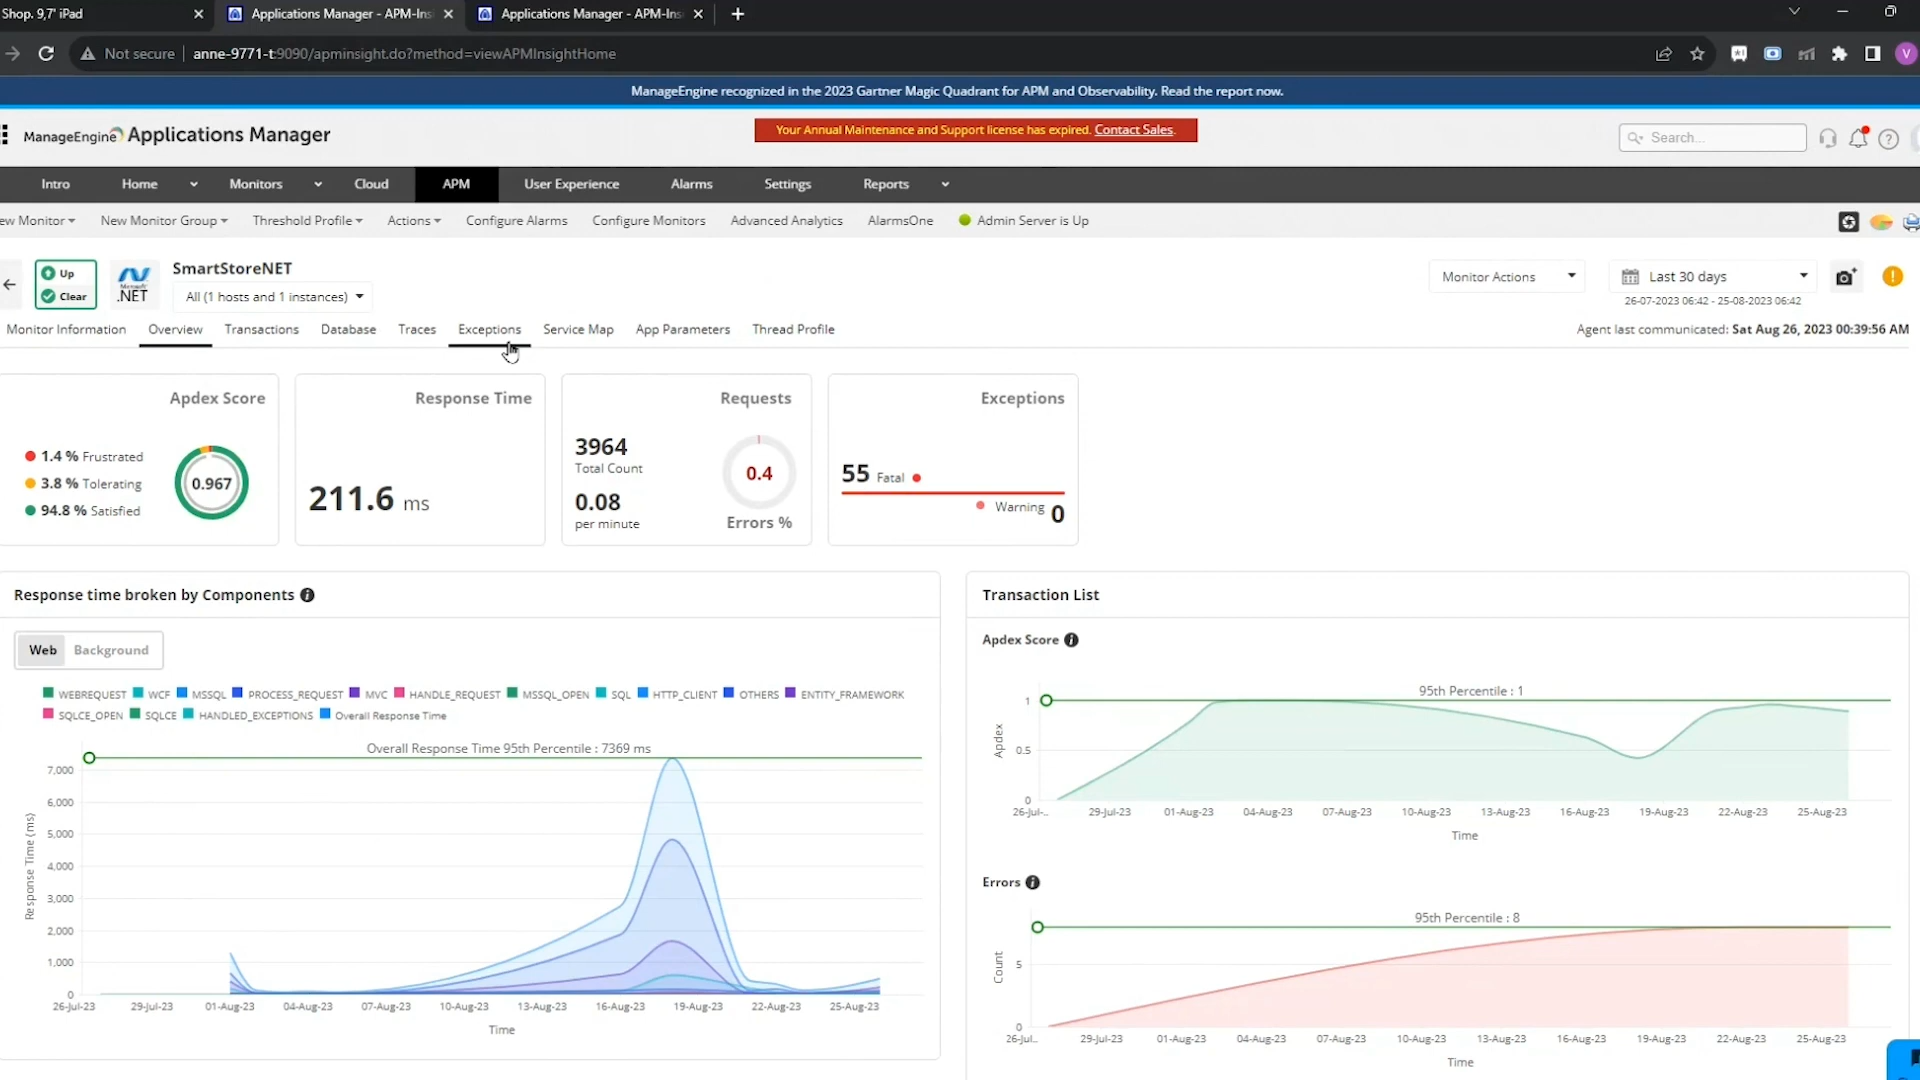 Shop. 9,7' iPad
Applications Manager - APM-Ins
Applications Manager - APM-Ins
Not secure
anne-9771-t:9090/apminsight.do?method=viewAPMInsightHome
V
ManageEngine recognized in the 2023 Gartner Magic Quadrant for APM and Observability. Read the report now.
ManageEngine Applications Manager
Your Annual Maintenance and Support license has expired. Contact Sales.
Search...
Intro Home Monitors Cloud APM User Experience Alarms Settings Reports
ew Monitor New Monitor Group Threshold Profile Actions Configure Alarms Configure Monitors Advanced Analytics AlarmsOne Admin Server is Up
Up
Clear
Microsoft
.NET
SmartStoreNET
All (1 hosts and 1 instances)
Monitor Actions
Last 30 days
26-07-2023 06:42 - 25-08-2023 06:42
Monitor Information Overview Transactions Database Traces Exceptions Service Map App Parameters Thread Profile
Agent last communicated: Sat Aug 26, 2023 00:39:56 AM
Apdex Score
1.4 % Frustrated
3.8 % Tolerating
94.8 % Satisfied
0.967
Response Time
211.6 ms
Requests
3964
Total Count
0.08
per minute
0.4
Errors %
Exceptions
55 Fatal
Warning 0
Response time broken by Components
Web Background
WEBREQUEST WCF MSSQL PROCESS_REQUEST MVC HANDLE_REQUEST MSSQL_OPEN SQL HTTP_CLIENT OTHERS ENTITY_FRAMEWORK
SQLCE_OPEN SQLCE HANDLED_EXCEPTIONS Overall Response Time
Overall Response Time 95th Percentile : 7369 ms
Response Time (ms)
7,000
6,000
5,000
4,000
3,000
2,000
1,000
0
26-Jul-23 29-Jul-23 01-Aug-23 04-Aug-23 07-Aug-23 10-Aug-23 13-Aug-23 16-Aug-23 19-Aug-23 22-Aug-23 25-Aug-23
Time
Transaction List
Apdex Score
95th Percentile : 1
Apdex
1
0.5
0
26-Jul-.. 29-Jul-23 01-Aug-23 04-Aug-23 07-Aug-23 10-Aug-23 13-Aug-23 16-Aug-23 19-Aug-23 22-Aug-23 25-Aug-23
Time
Errors
95th Percentile : 8
Count
5
0
26-Jul.. 29-Jul-23 01-Aug-23 04-Aug-23 07-Aug-23 10-Aug-23 13-Aug-23 16-Aug-23 19-Aug-23 22-Aug-23 25-Aug-23
Time